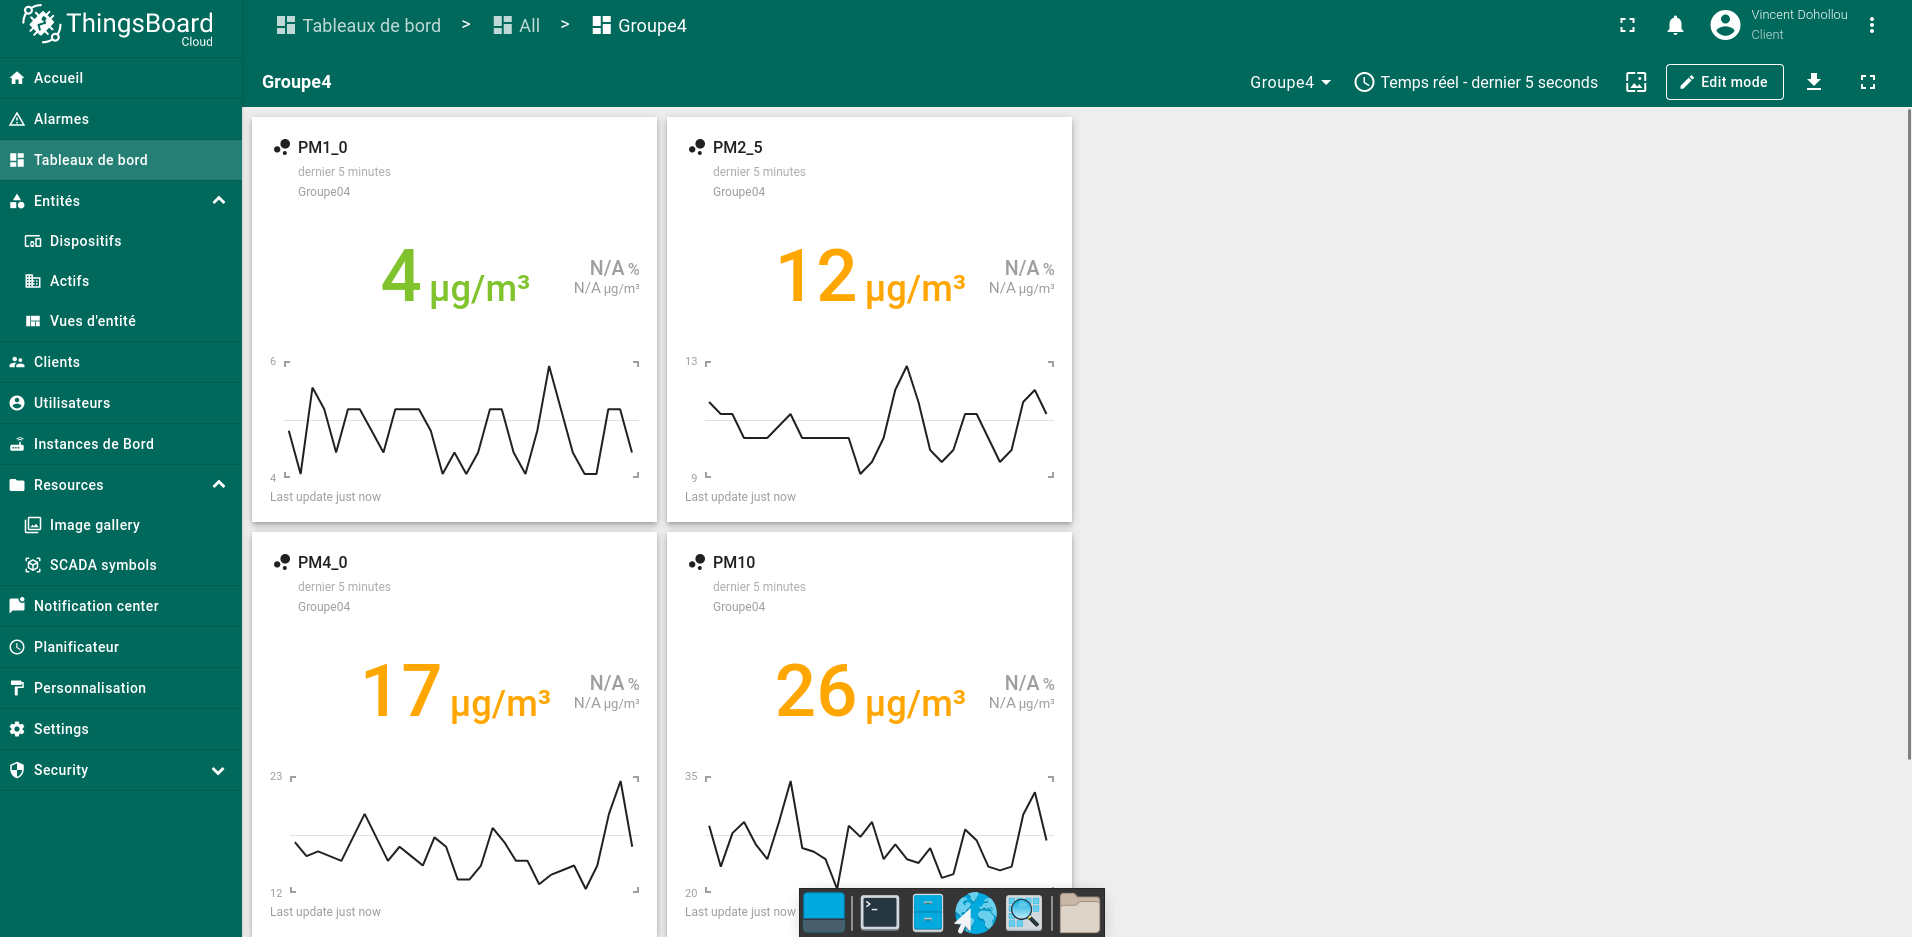 ThingsBoard
Cloud
Tableaux de bord > All > Groupe4
Vincent Dohollou
Client
Groupe4
Groupe4
Temps réel - dernier 5 seconds
Edit mode
Accueil
Alarmes
Tableaux de bord
Entités
Dispositifs
Actifs
Vues d'entité
Clients
Utilisateurs
Instances de Bord
Resources
Image gallery
SCADA symbols
Notification center
Planificateur
Personnalisation
Settings
Security
PM1_0
dernier 5 minutes
Groupe04
4 µg/m³
N/A %
N/A µg/m³
6
4
Last update just now
PM2_5
dernier 5 minutes
Groupe04
12 µg/m³
N/A %
N/A µg/m³
13
9
Last update just now
PM4_0
dernier 5 minutes
Groupe04
17 µg/m³
N/A %
N/A µg/m³
23
12
Last update just now
PM10
dernier 5 minutes
Groupe04
26 µg/m³
N/A %
N/A µg/m³
35
20
Last update just now